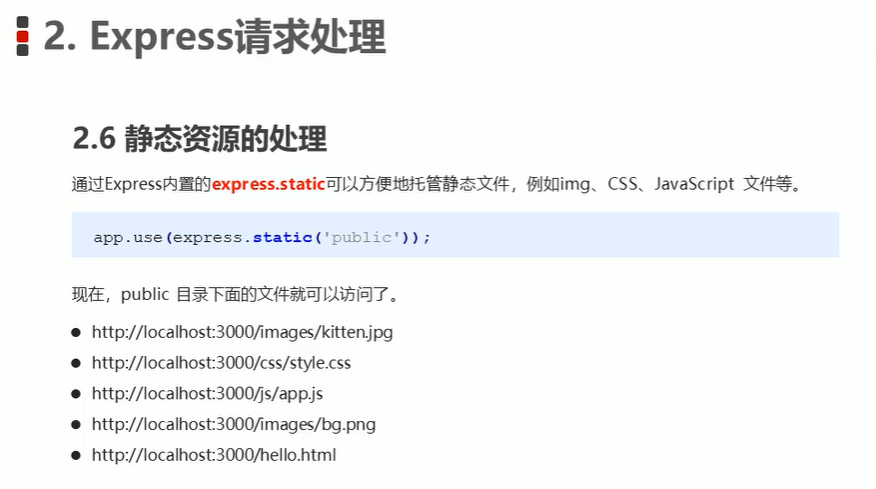 2. Express请求处理
2.6 静态资源的处理
通过Express内置的express.static可以方便地托管静态文件，例如img、CSS、JavaScript 文件等。
app.use(express.static('public'));
现在，public 目录下面的文件就可以访问了。
http://localhost:3000/images/kitten.jpg
http://localhost:3000/css/style.css
http://localhost:3000/js/app.js
http://localhost:3000/images/bg.png
http://localhost:3000/hello.html